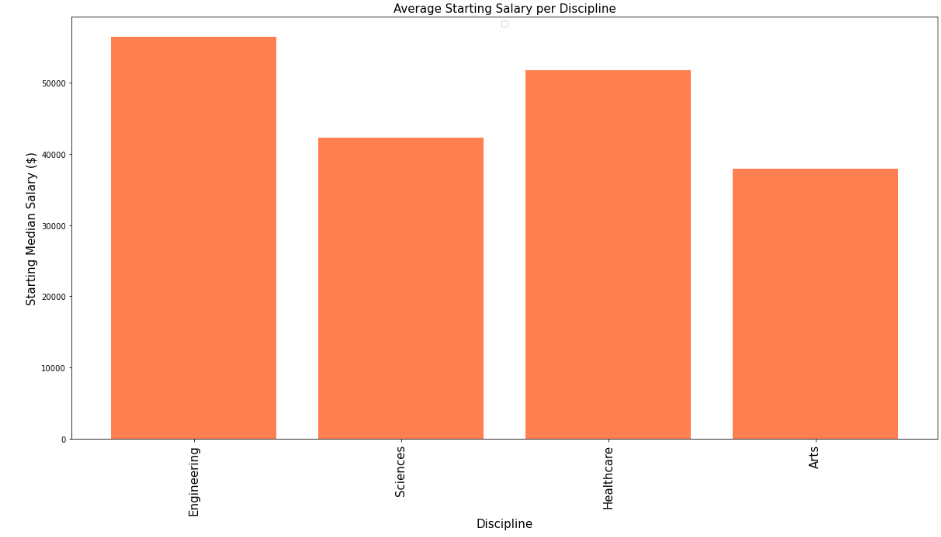 Average Starting Salary per Discipline
Starting Median Salary ($)
50000
40000
30000
20000
10000
0
Engineering
Sciences
Healthcare
Arts
Discipline